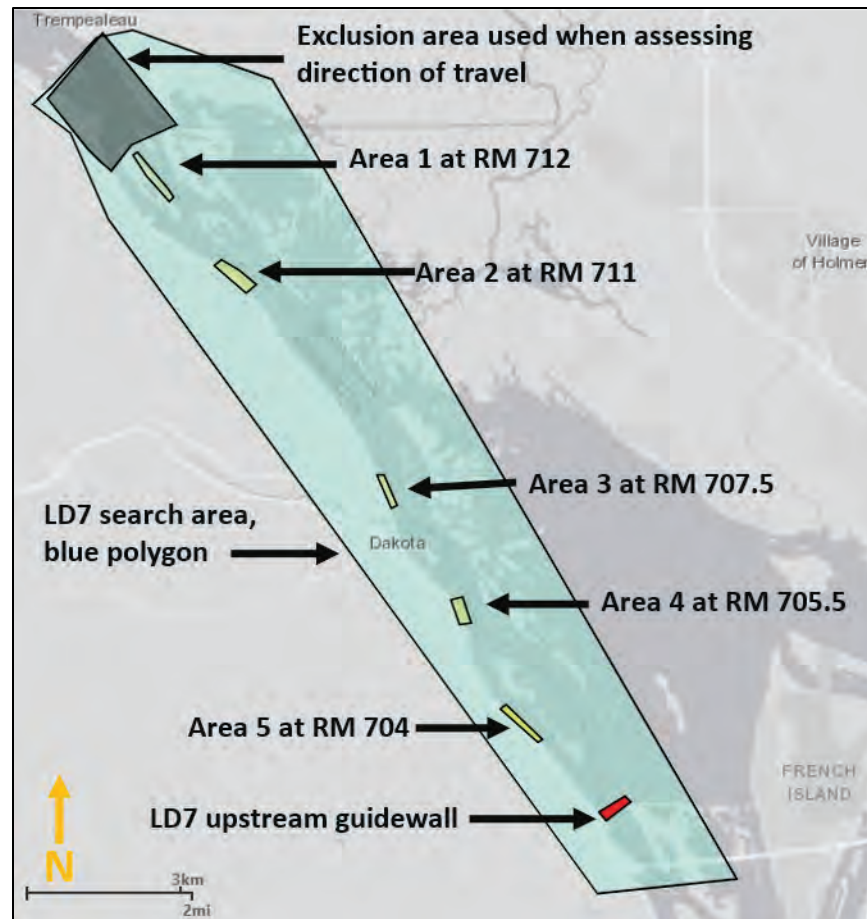 Trempealeau
Exclusion area used when assessing
direction of travel
Area 1 at RM 712
Village
of Holmen
Area 2 at RM 711
Area 3 at RM 707.5
LD7 search area,
blue polygon
Dakota
Area 4 at RM 705.5
Area 5 at RM 704
FRENCH
ISLAND
LD7 upstream guidewall
N
3km
2mi